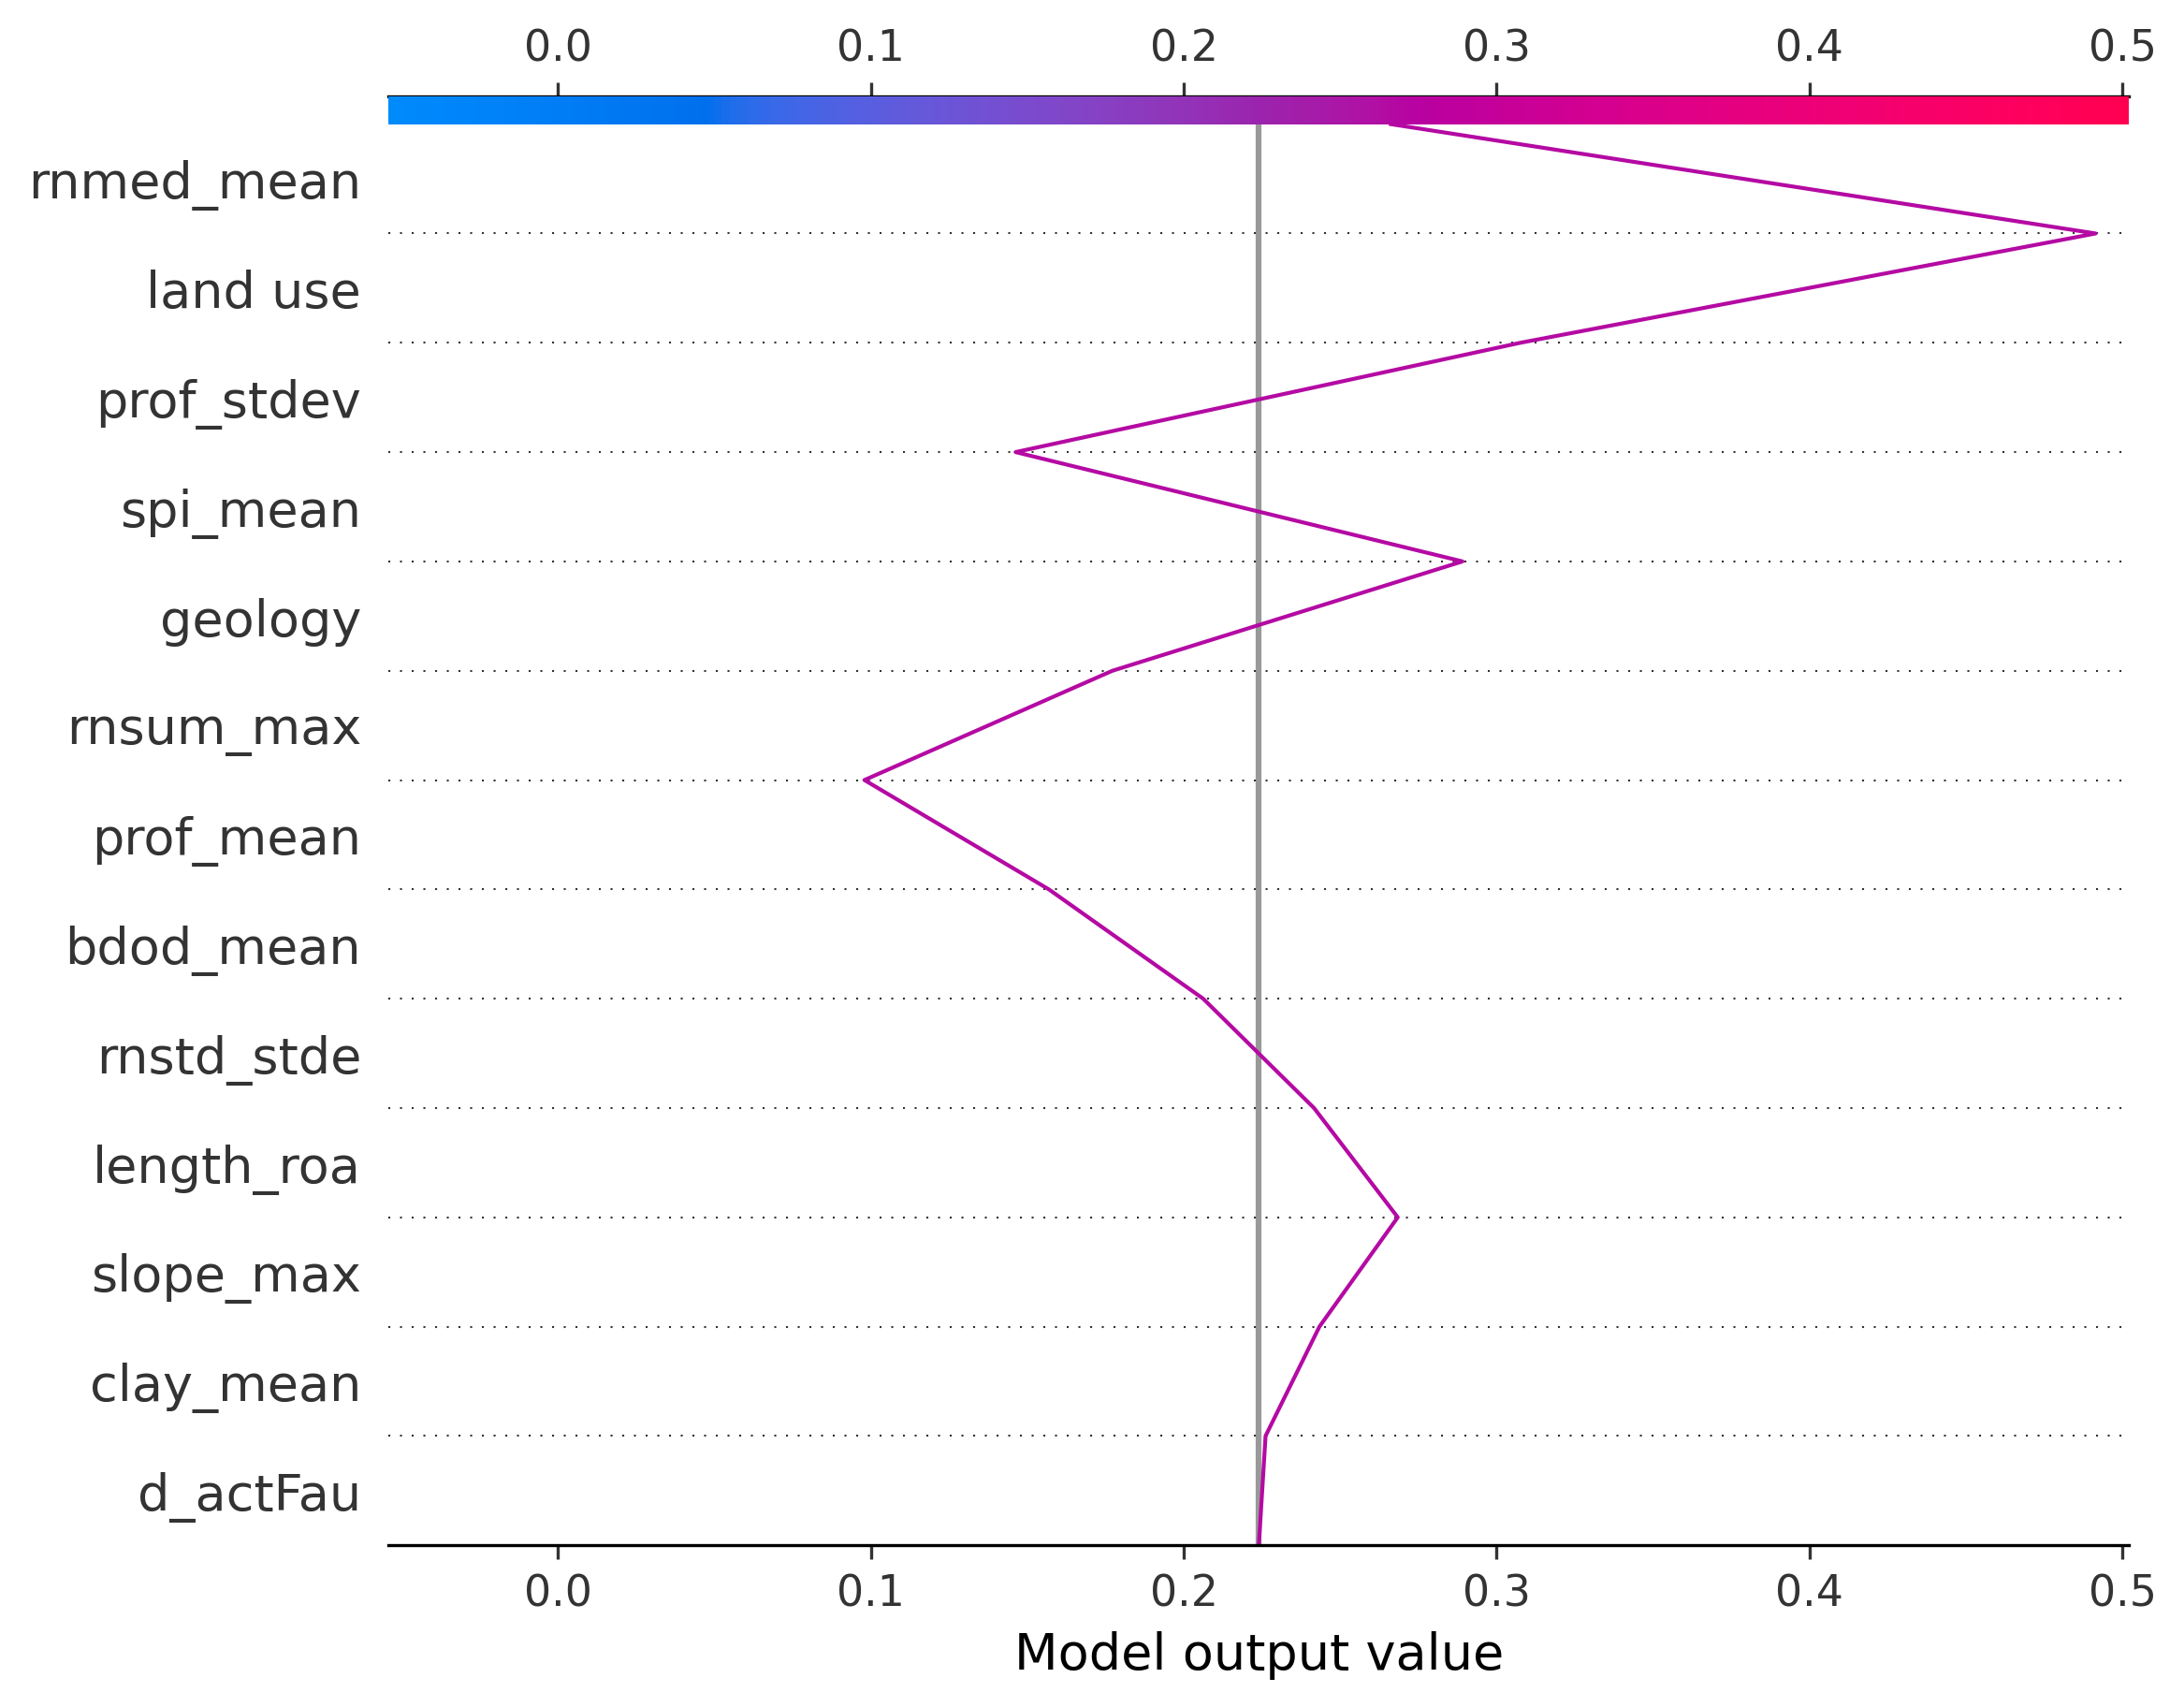 0.0 0.1 0.2 0.3 0.4 0.5
rnmed_mean
land use
prof_stdev
spi_mean
geology
rnsum_max
prof_mean
bdod_mean
rnstd_stde
length_roa
slope_max
clay_mean
d_actFau
0.0 0.1 0.2 0.3 0.4 0.5
Model output value